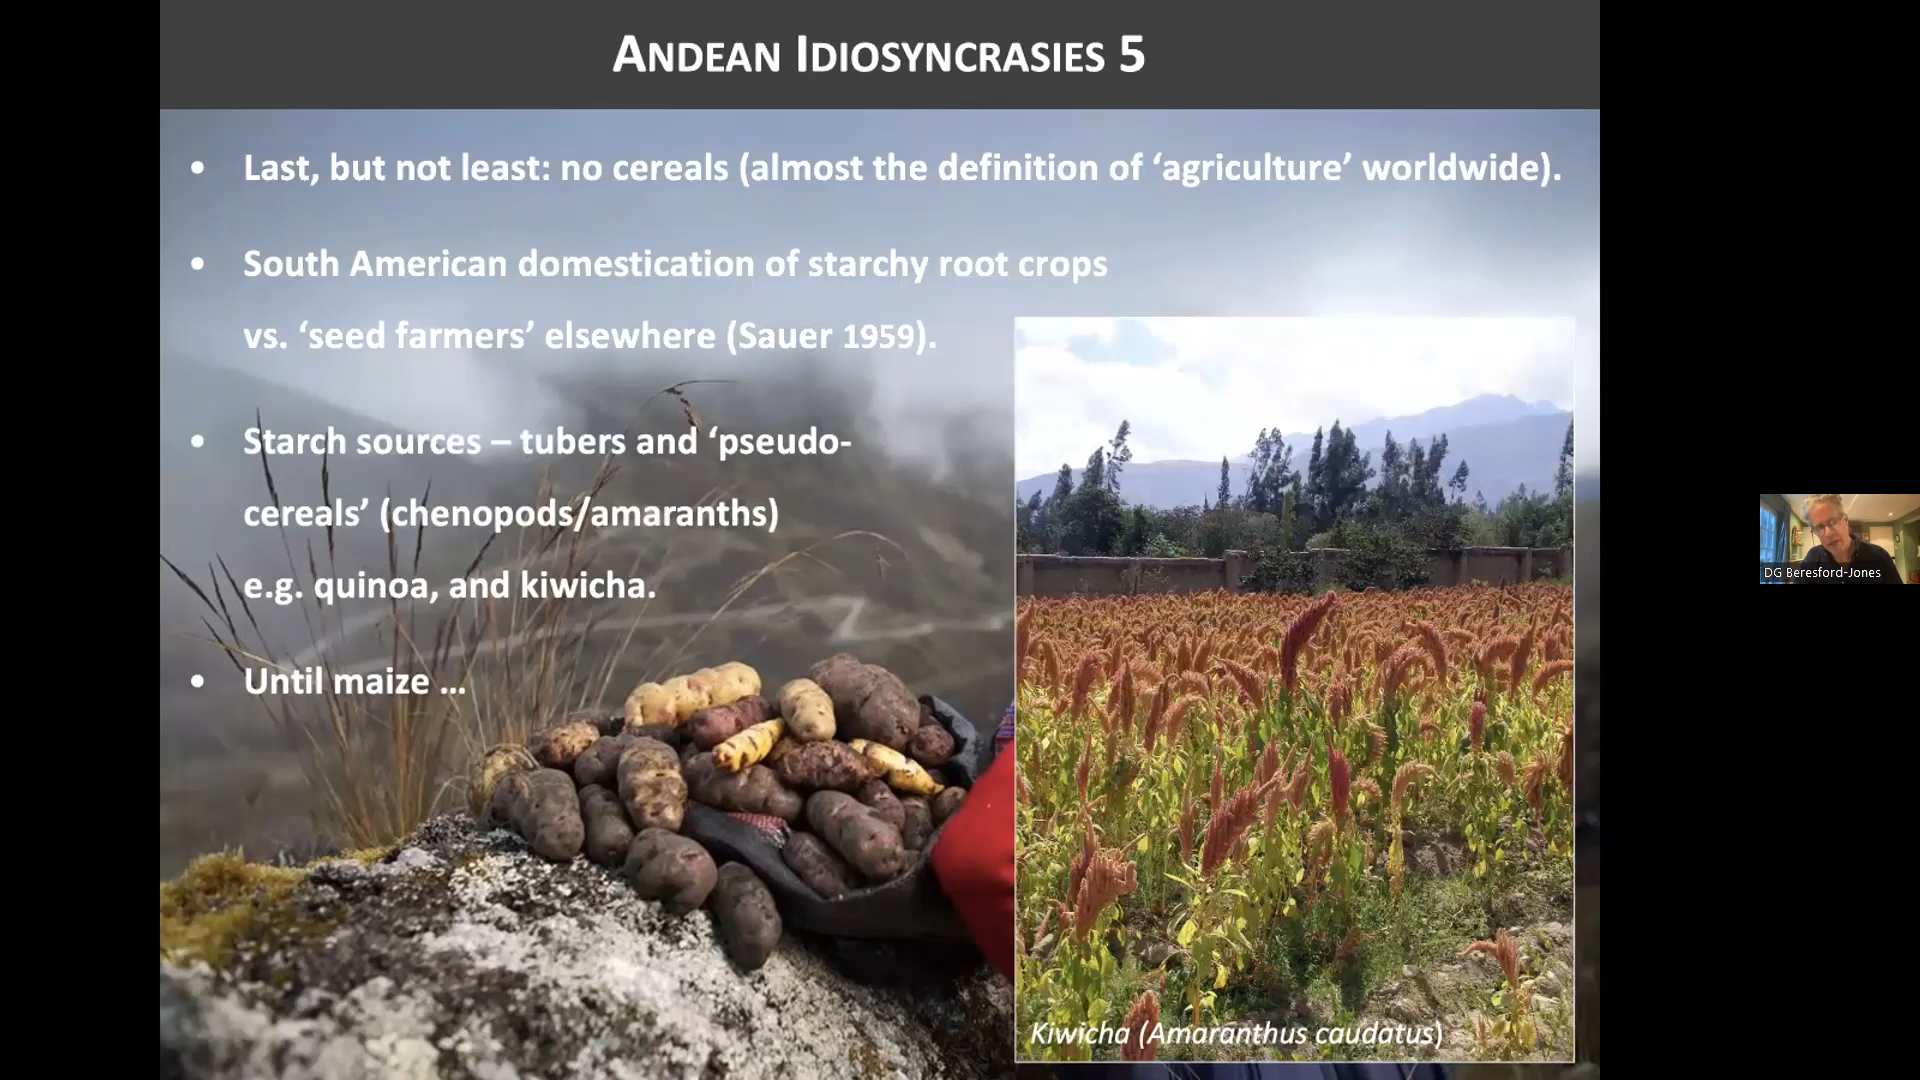 ANDEAN IDIOSYNCRASIES 5
• Last, but not least: no cereals (almost the definition of ‘agriculture’ worldwide).
• South American domestication of starchy root crops
vs. ‘seed farmers’ elsewhere (Sauer 1959).
• Starch sources – tubers and ‘pseudo-
cereals’ (chenopods/amaranths)
e.g. quinoa, and kiwicha.
• Until maize …
Kiwicha (Amaranthus caudatus)
DG Beresford-Jones